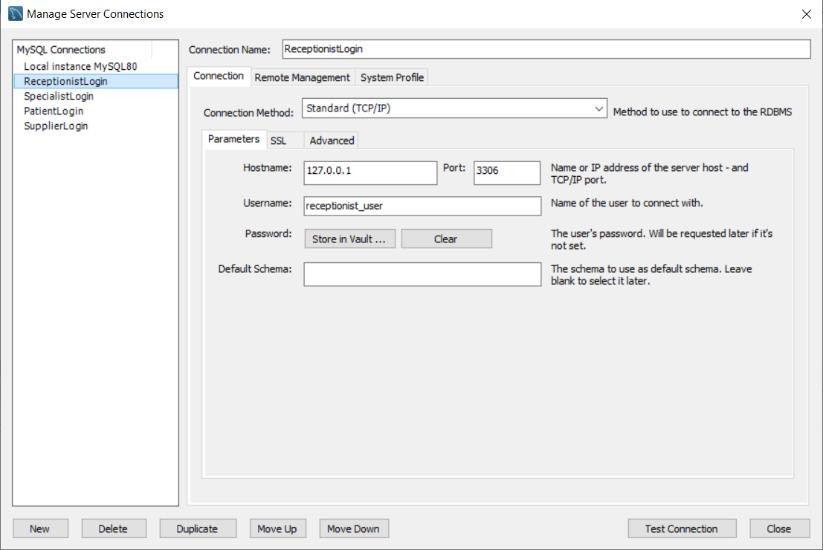 Manage Server Connections
MySQL Connections
Local instance MySQL80
ReceptionistLogin
SpecialistLogin
PatientLogin
SupplierLogin
Connection Name: ReceptionistLogin
Connection Remote Management System Profile
Connection Method: Standard (TCP/IP) Method to use to connect to the RDBMS
Parameters SSL Advanced
Hostname: 127.0.0.1 Port: 3306 Name or IP address of the server host - and
TCP/IP port.
Username: receptionist_user Name of the user to connect with.
Password: Store in Vault ... Clear The user's password. Will be requested later if it's
not set.
Default Schema: The schema to use as default schema. Leave
blank to select it later.
New Delete Duplicate Move Up Move Down Test Connection Close